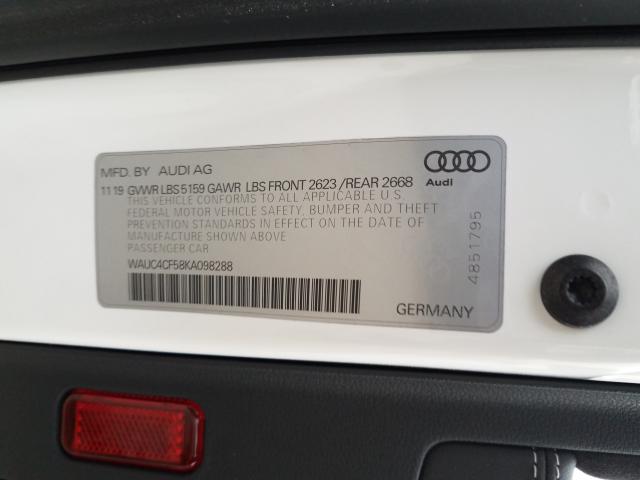 MFD. BY AUDI AG
11 19 GVWR LBS 5159 GAWR LBS FRONT 2623 /REAR 2668
THIS VEHICLE CONFORMS TO ALL APPLICABLE U.S.
FEDERAL MOTOR VEHICLE SAFETY, BUMPER AND THEFT
PREVENTION STANDARDS IN EFFECT ON THE DATE OF
MANUFACTURE SHOWN ABOVE
PASSENGER CAR
WAUC4CF58KA098288
Audi
4851795
GERMANY